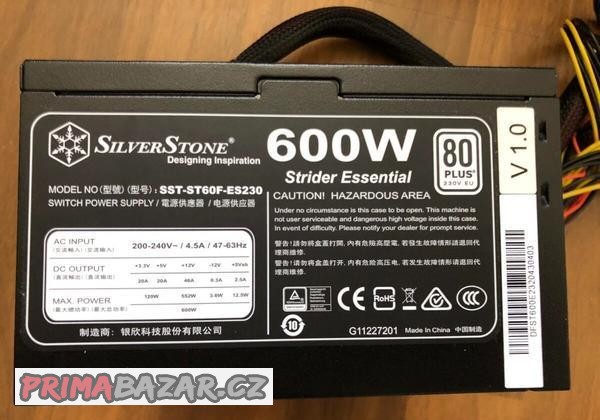 SILVERSTONE®
Designing Inspiration
600W
Strider Essential
80
PLUS®
230V EU
V 1.0
MODEL NO (型號) (型号) : SST-ST60F-ES230
SWITCH POWER SUPPLY / 電源供應器 / 电源供应器
CAUTION! HAZARDOUS AREA
Under no circumstance is this case to be opened. This machine is
not user serviceable and dangerous high voltage exists inside.
In event of difficulty. Please notify your dealer for prompt service.
警告! 請勿將盒蓋打開, 內有危險高壓電, 若發生故障情形請退回代
理商維修。
警告! 请勿将盒盖打开, 内有危险高压电, 若发生故障情形请退回代
理商维修。
AC INPUT
(交流輸入) (交流输入)
200-240V~ / 4.5A / 47-63Hz
DC OUTPUT
(直流輸出) (直流输出)
+3.3V +5V +12V -12V +5Vsb
20A 20A 46A 0.3A 2.5A
MAX. POWER
(最大總功率) (最大总功率)
120W 552W 3.6W 12.5W
600W
制造商: 银欣科技股份有限公司
10
CE
RoHS
CCC
G11227201
Made In China 中国制造
0FST600E2320430403
PRIMABAZAR.CZ